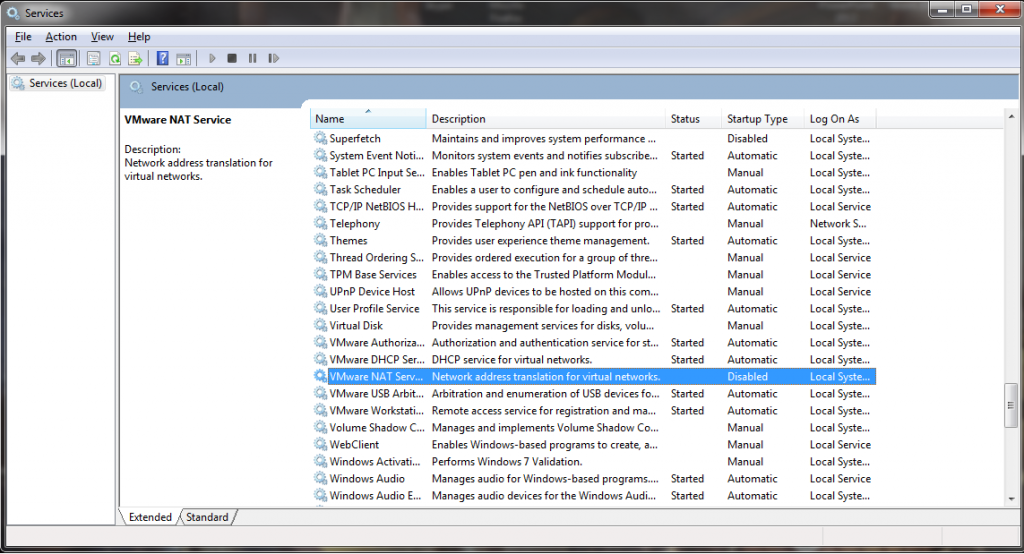 Services
File Action View Help
Services (Local)
Services (Local)
VMware NAT Service
Description:
Network address translation for
virtual networks.
Name Description Status Startup Type Log On As
Superfetch Maintains and improves system performance ... Disabled Local Syste...
System Event Noti... Monitors system events and notifies subscribe... Started Automatic Local Syste...
Tablet PC Input Se... Enables Tablet PC pen and ink functionality Manual Local Syste...
Task Scheduler Enables a user to configure and schedule auto... Started Automatic Local Syste...
TCP/IP NetBIOS H... Provides support for the NetBIOS over TCP/IP ... Started Automatic Local Service
Telephony Provides Telephony API (TAPI) support for pro... Manual Network S...
Themes Provides user experience theme management. Started Automatic Local Syste...
Thread Ordering S... Provides ordered execution for a group of thre... Manual Local Service
TPM Base Services Enables access to the Trusted Platform Modul... Manual Local Service
UPnP Device Host Allows UPnP devices to be hosted on this com... Manual Local Service
User Profile Service This service is responsible for loading and unlo... Started Automatic Local Syste...
Virtual Disk Provides management services for disks, volu... Manual Local Syste...
VMware Authoriza... Authorization and authentication service for st... Started Automatic Local Syste...
VMware DHCP Ser... DHCP service for virtual networks. Started Automatic Local Syste...
VMware NAT Serv... Network address translation for virtual networks. Disabled Local Syste...
VMware USB Arbit... Arbitration and enumeration of USB devices fo... Started Automatic Local Syste...
VMware Workstati... Remote access service for registration and ma... Started Automatic Local Syste...
Volume Shadow C... Manages and implements Volume Shadow Co... Manual Local Syste...
WebClient Enables Windows-based programs to create, a... Manual Local Service
Windows Activati... Performs Windows 7 Validation. Manual Local Syste...
Windows Audio Manages audio for Windows-based programs.... Started Automatic Local Service
Windows Audio E... Manages audio devices for the Windows Audi... Started Automatic Local Syste...
Extended Standard